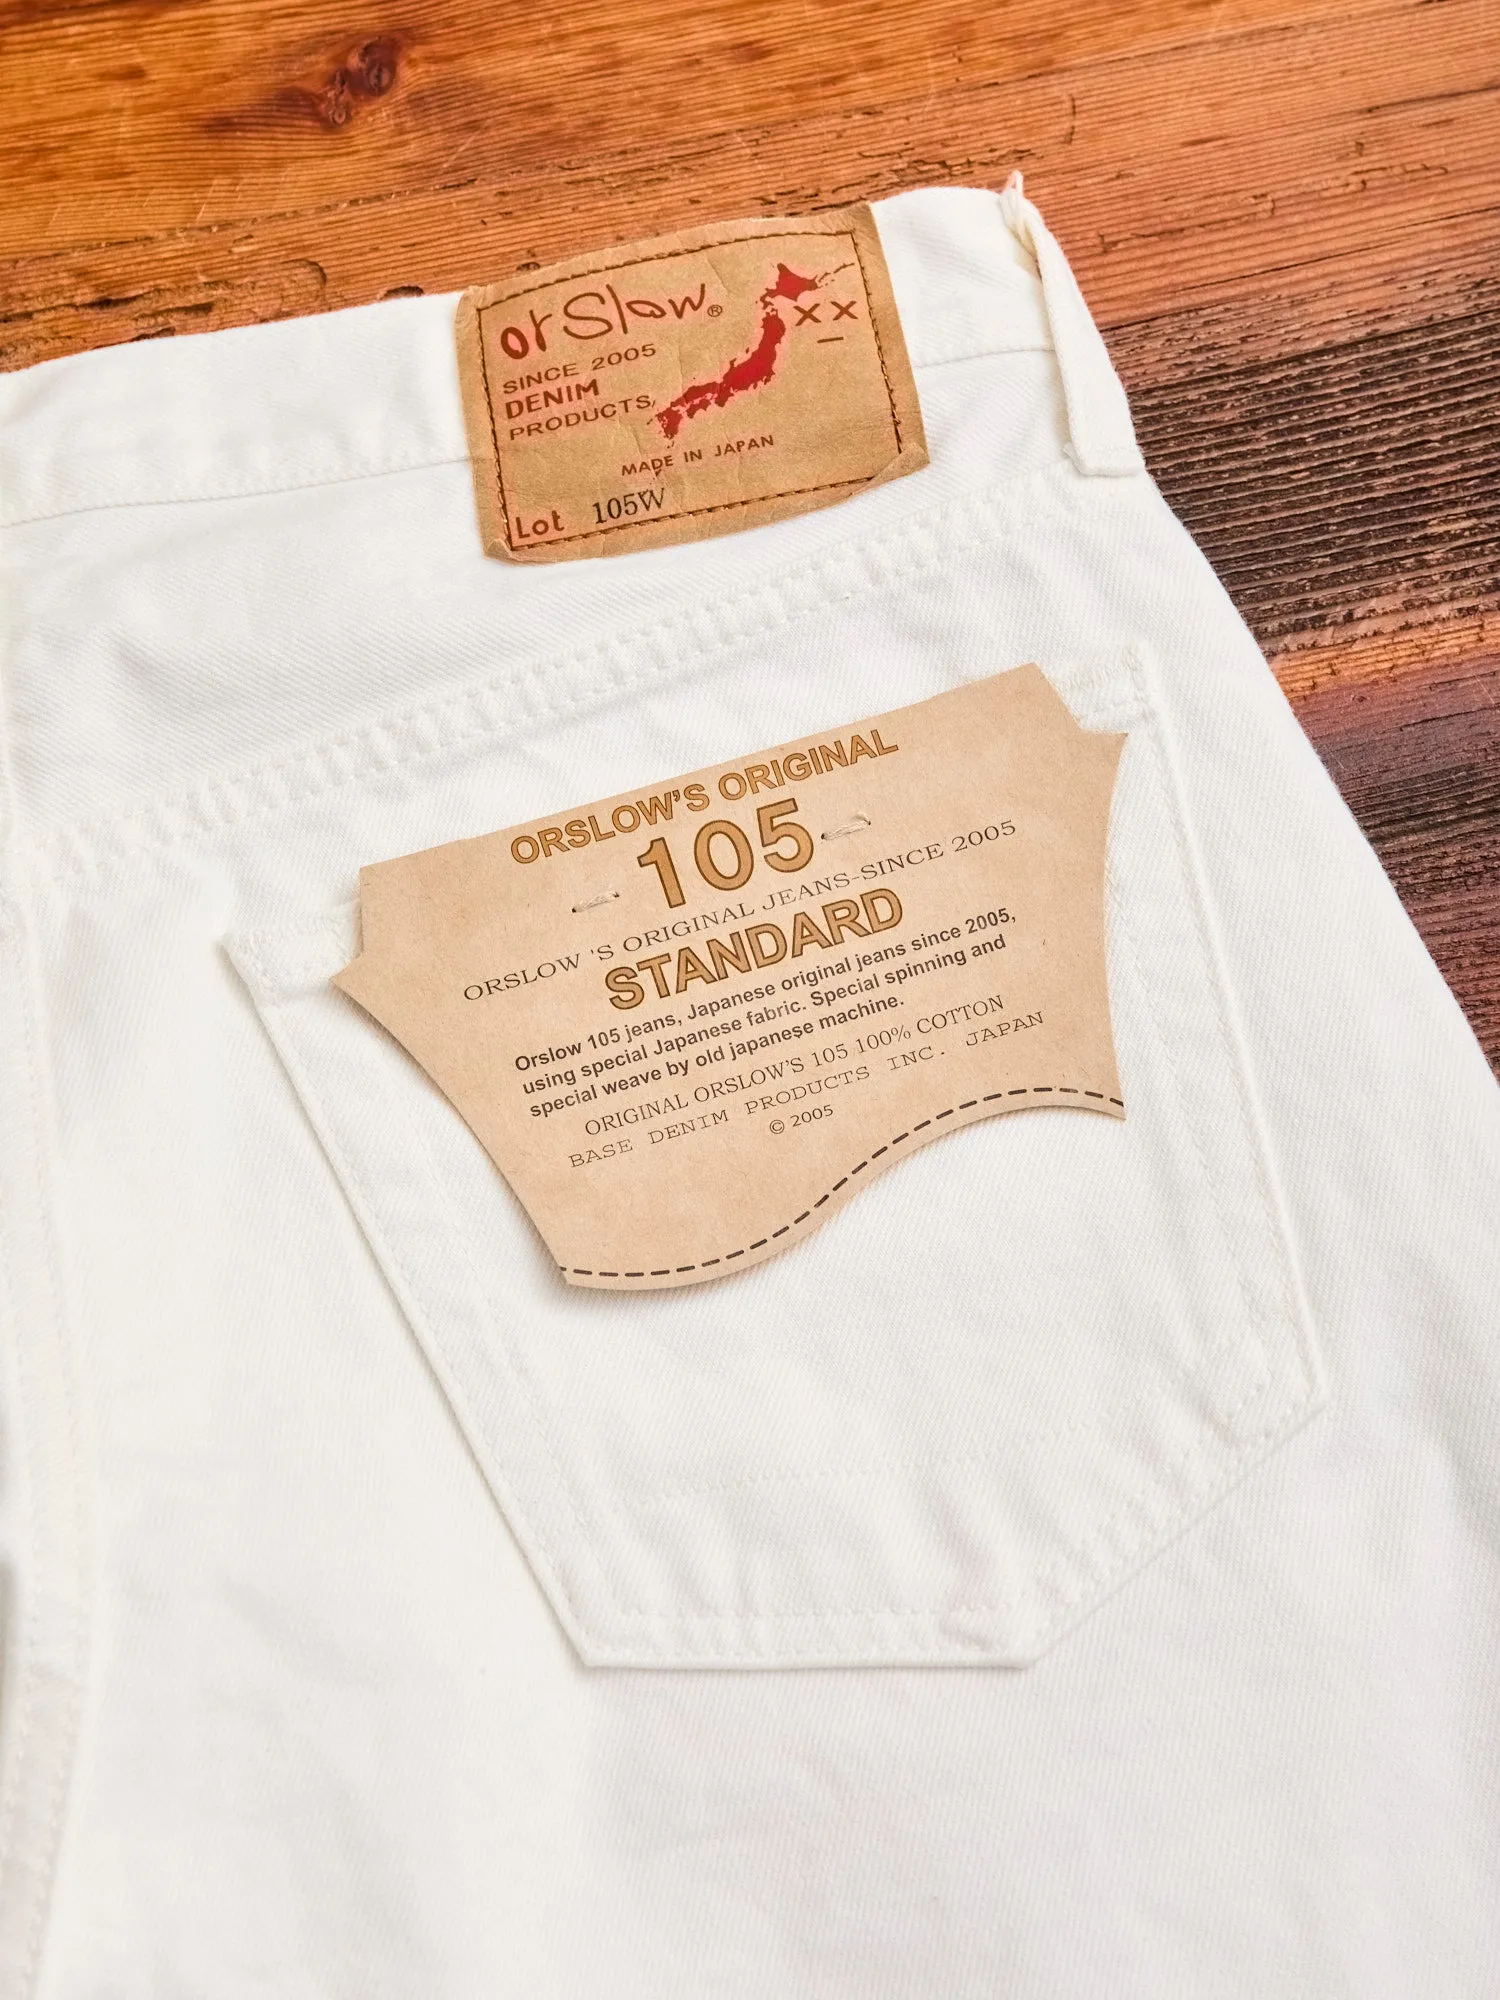 orSlow®
SINCE 2005
DENIM
PRODUCTS,
XX
MADE IN JAPAN
Lot 105W
ORSLOW'S ORIGINAL
105
ORSLOW 'S ORIGINAL JEANS-SINCE 2005
STANDARD
Orslow 105 jeans, Japanese original jeans since 2005,
using special Japanese fabric. Special spinning and
special weave by old japanese machine.
ORIGINAL ORSLOW'S 105 100% COTTON
BASE DENIM PRODUCTS INC. JAPAN
© 2005